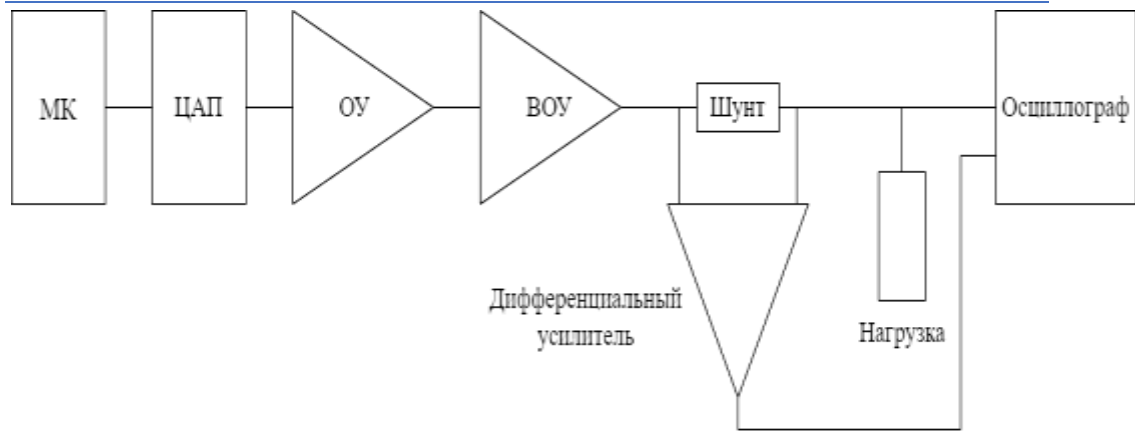 МК
ЦАП
ОУ
ВОУ
Шунт
Осциллограф
Дифференциальный
усилитель
Нагрузка